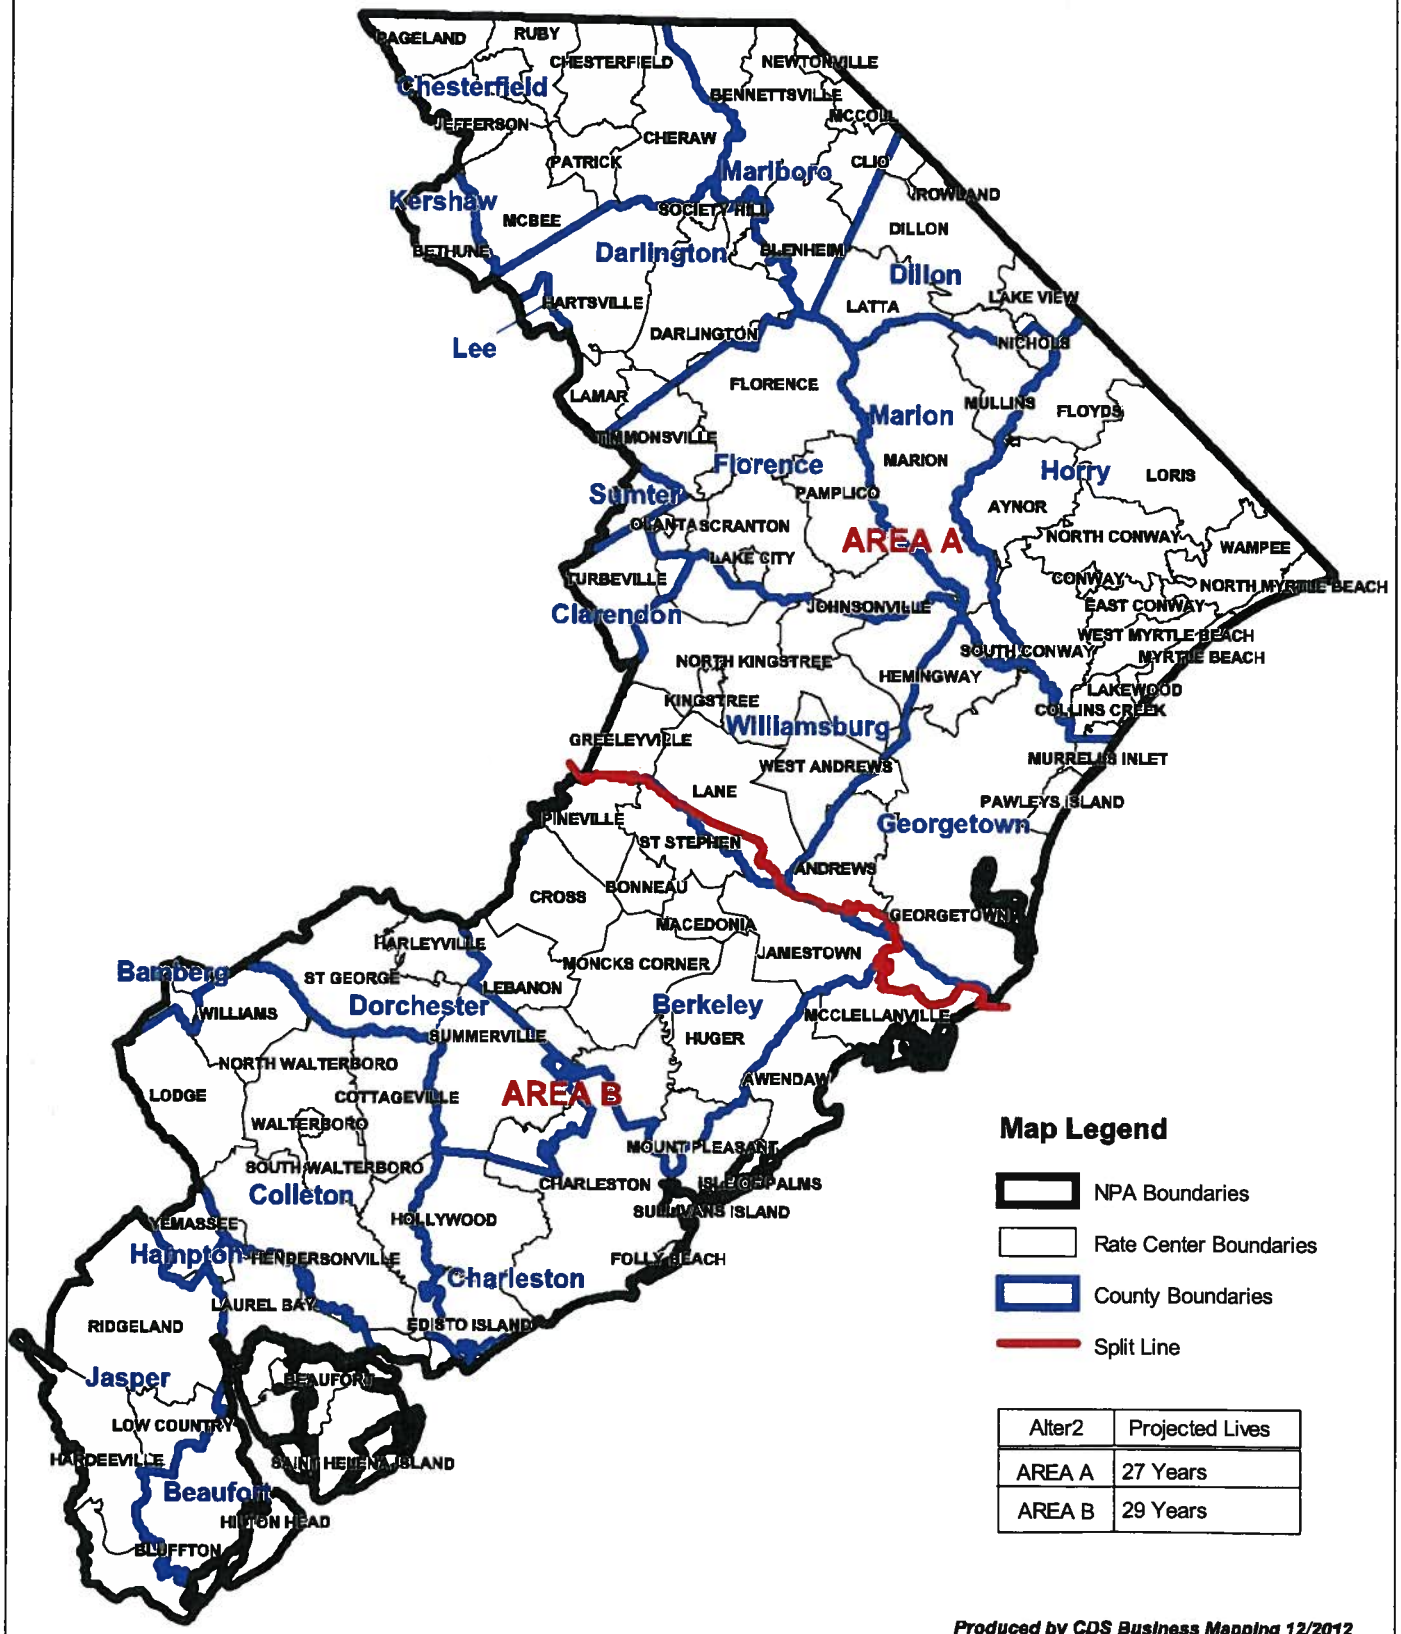 PAGELAND
RUBY
CHESTERFIELD
NEWTONVILLE
Chesterfield
BENNETTSVILLE
MCCOLL
JEFFERSON
CHERAW
PATRICK
CLIO
Marlboro
ROWLAND
Kershaw
MCBEE
SOCIETY HILL
DILLON
BETHUNE
Darlington
BLENHEIM
Dillon
HARTSVILLE
LATTA
LAKE VIEW
DARLINGTON
NICHOLS
Lee
FLORENCE
LAMAR
MULLINS
FLOYDS
Marion
TIMMONSVILLE
Florence
MARION
Horry
LORIS
Sumter
PAMPLICO
AYNOR
OLANTA
SCRANTON
AREA A
NORTH CONWAY
WAMPEE
LAKE CITY
TURBEVILLE
CONWAY
NORTH MYRTLE BEACH
Clarendon
JOHNSONVILLE
EAST CONWAY
WEST MYRTLE BEACH
SOUTH CONWAY
MYRTLE BEACH
NORTH KINGSTREE
HEMINGWAY
LAKEWOOD
KINGSTREE
COLLINS CREEK
Williamsburg
GREELEYVILLE
MURRELLS INLET
WEST ANDREWS
LANE
PAWLEYS ISLAND
PINEVILLE
Georgetown
ST STEPHEN
ANDREWS
BONNEAU
CROSS
GEORGETOWN
MACEDONIA
HARLEYVILLE
JAMESTOWN
MONCKS CORNER
Bamberg
ST GEORGE
LEBANON
Dorchester
Berkeley
WILLIAMS
MCCLELLANVILLE
SUMMERVILLE
HUGER
NORTH WALTERBORO
AWENDAW
LODGE
COTTAGEVILLE
AREA B
WALTERBORO
MOUNT PLEASANT
SOUTH WALTERBORO
CHARLESTON
ISLE OF PALMS
Colleton
SULLIVANS ISLAND
YEMASSEE
HOLLYWOOD
Hampton
HENDERSONVILLE
FOLLY BEACH
Charleston
LAUREL BAY
RIDGELAND
EDISTO ISLAND
Jasper
BEAUFORT
LOW COUNTRY
HARDEEVILLE
SAINT HELENA ISLAND
Beaufort
HILTON HEAD
BLUFFTON
Map Legend
NPA Boundaries
Rate Center Boundaries
County Boundaries
Split Line
Alter2 Projected Lives
AREA A 27 Years
AREA B 29 Years
Produced by CDS Business Mapping 12/2012